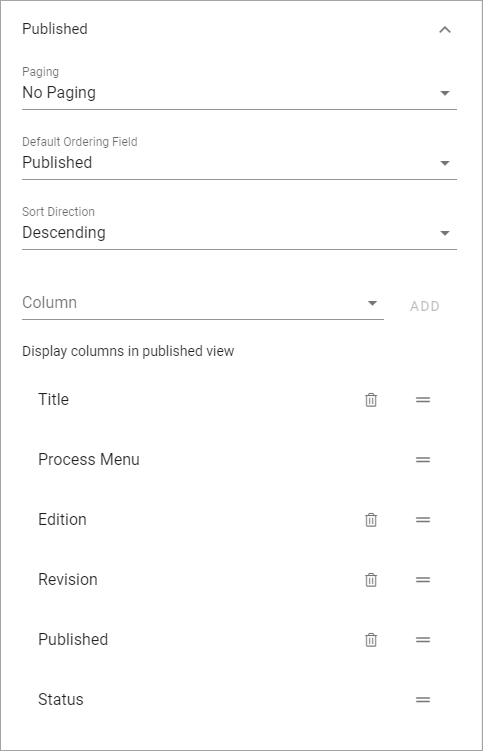 Published
Paging
No Paging
Default Ordering Field
Published
Sort Direction
Descending
Column
ADD
Display columns in published view
Title
Process Menu
Edition
Revision
Published
Status